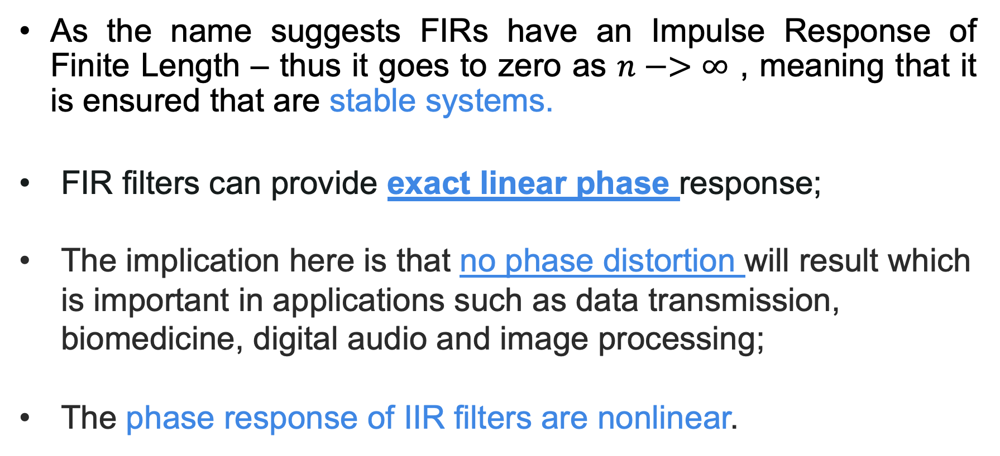 • As the name suggests FIRs have an Impulse Response of
Finite Length – thus it goes to zero as n –> ∞ , meaning that it
is ensured that are stable systems.
• FIR filters can provide exact linear phase response;
• The implication here is that no phase distortion will result which
is important in applications such as data transmission,
biomedicine, digital audio and image processing;
• The phase response of IIR filters are nonlinear.